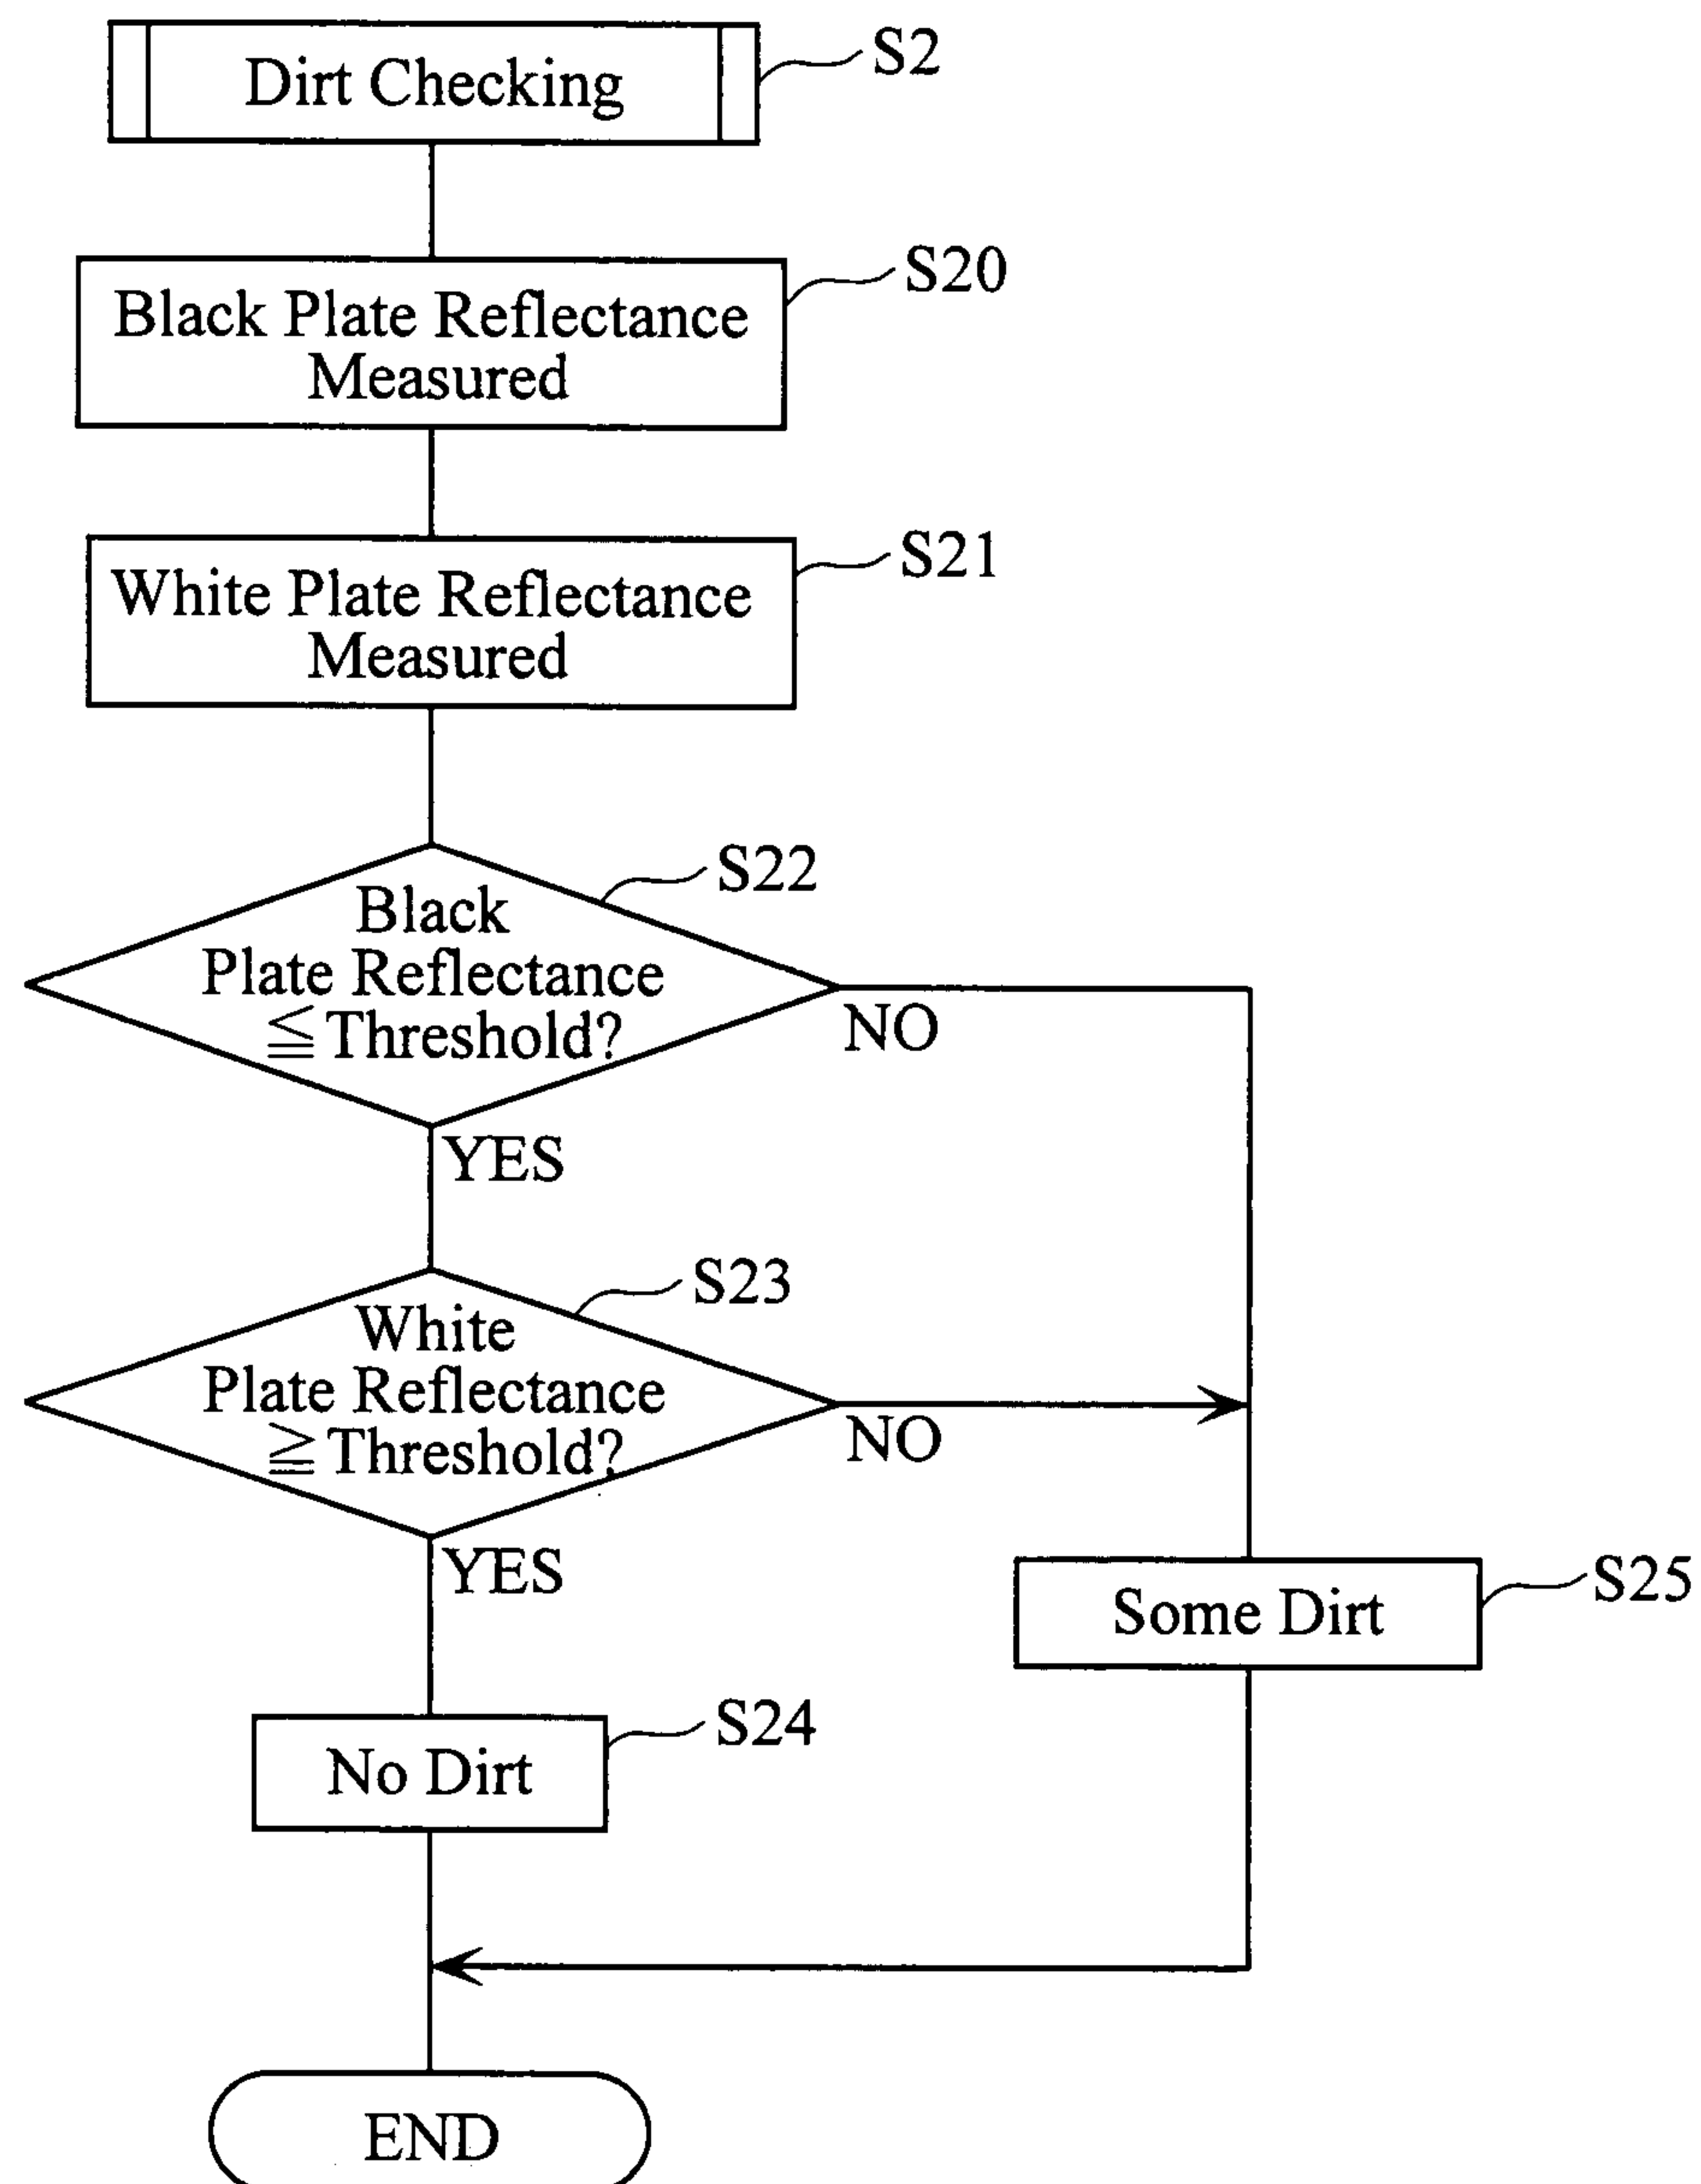 Dirt Checking
S2
Black Plate Reflectance
Measured
S20
White Plate Reflectance
Measured
S21
Black
Plate Reflectance
≦Threshold?
S22
NO
YES
White
Plate Reflectance
≧Threshold?
S23
NO
YES
Some Dirt
S25
No Dirt
S24
END